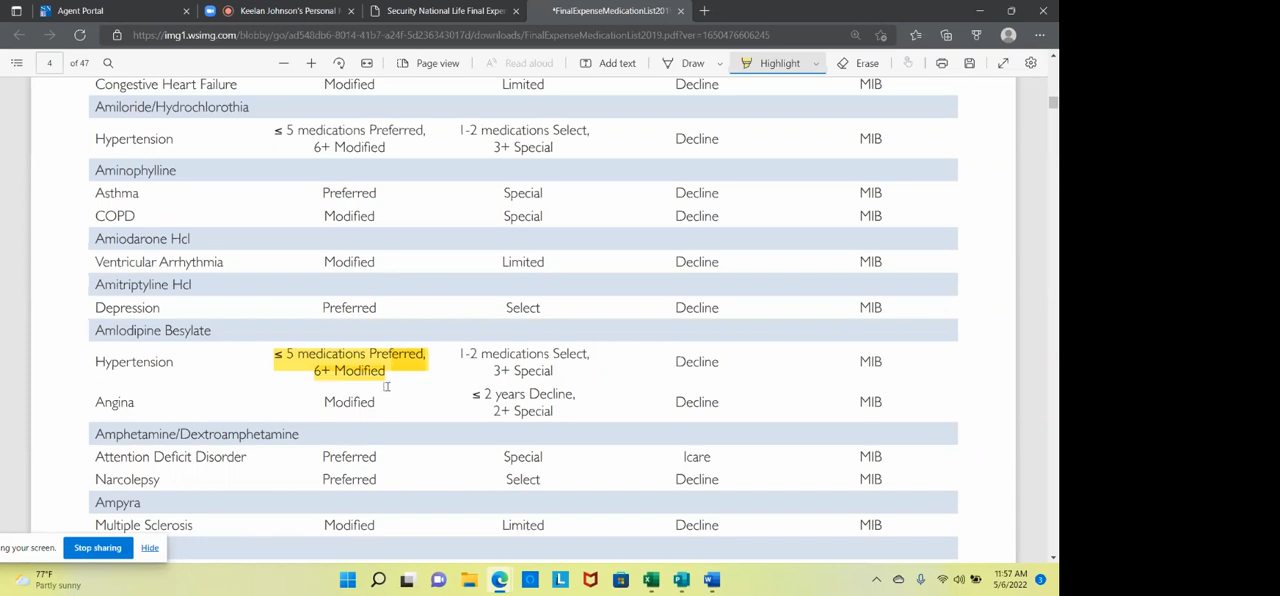 Agent Portal
Keelan Johnson's Personal M
Security National Life Final Expen
*FinalExpenseMedicationList2019
https://img1.wsimg.com/blobby/go/ad548db6-8014-41b7-a24f-5d236343017d/downloads/FinalExpenseMedicationList2019.pdf?ver=1650476606245
4 of 47 Page view Read aloud Add text Draw Highlight Erase
Congestive Heart Failure Modified Limited Decline MIB
Amiloride/Hydrochlorothia
Hypertension ≤ 5 medications Preferred, 6+ Modified 1-2 medications Select, 3+ Special Decline MIB
Aminophylline
Asthma Preferred Special Decline MIB
COPD Modified Special Decline MIB
Amiodarone Hcl
Ventricular Arrhythmia Modified Limited Decline MIB
Amitriptyline Hcl
Depression Preferred Select Decline MIB
Amlodipine Besylate
Hypertension ≤ 5 medications Preferred, 6+ Modified 1-2 medications Select, 3+ Special Decline MIB
Angina Modified ≤ 2 years Decline, 2+ Special Decline MIB
Amphetamine/Dextroamphetamine
Attention Deficit Disorder Preferred Special Icare MIB
Narcolepsy Preferred Select Decline MIB
Ampyra
Multiple Sclerosis Modified Limited Decline MIB
ng your screen. Stop sharing Hide
77°F
Partly sunny
11:57 AM
5/6/2022
3